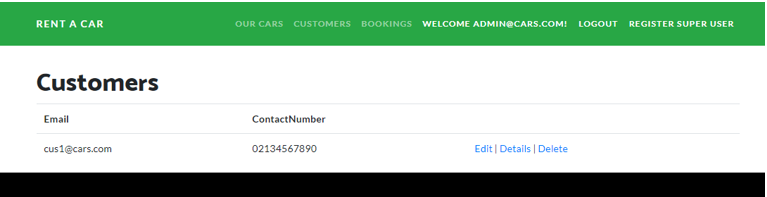 RENT A CAR OUR CARS CUSTOMERS BOOKINGS WELCOME ADMIN@CARS.COM! LOGOUT REGISTER SUPER USER
Customers
Email ContactNumber
cus1@cars.com 02134567890 Edit | Details | Delete